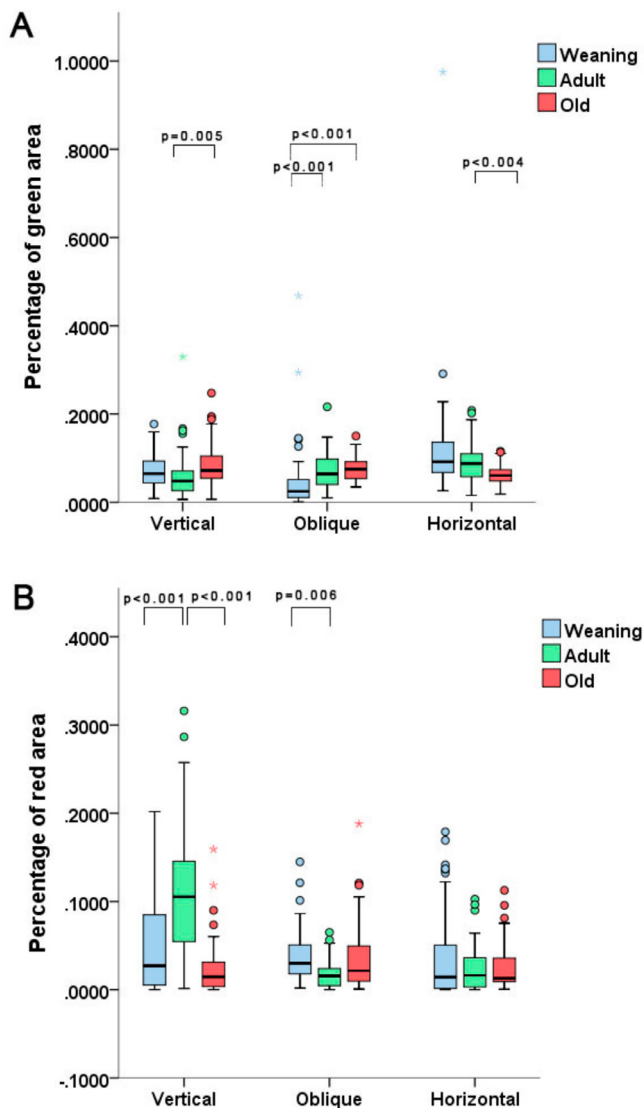 A
Percentage of green area
1.0000
.8000
.6000
.4000
.2000
.0000
Weaning
Adult
Old
p=0.005
p<0.001
p<0.001
p<0.004
Vertical Oblique Horizontal
B
Percentage of red area
.4000
.3000
.2000
.1000
.0000
-.1000
p<0.001 p<0.001 p=0.006
Weaning
Adult
Old
Vertical Oblique Horizontal